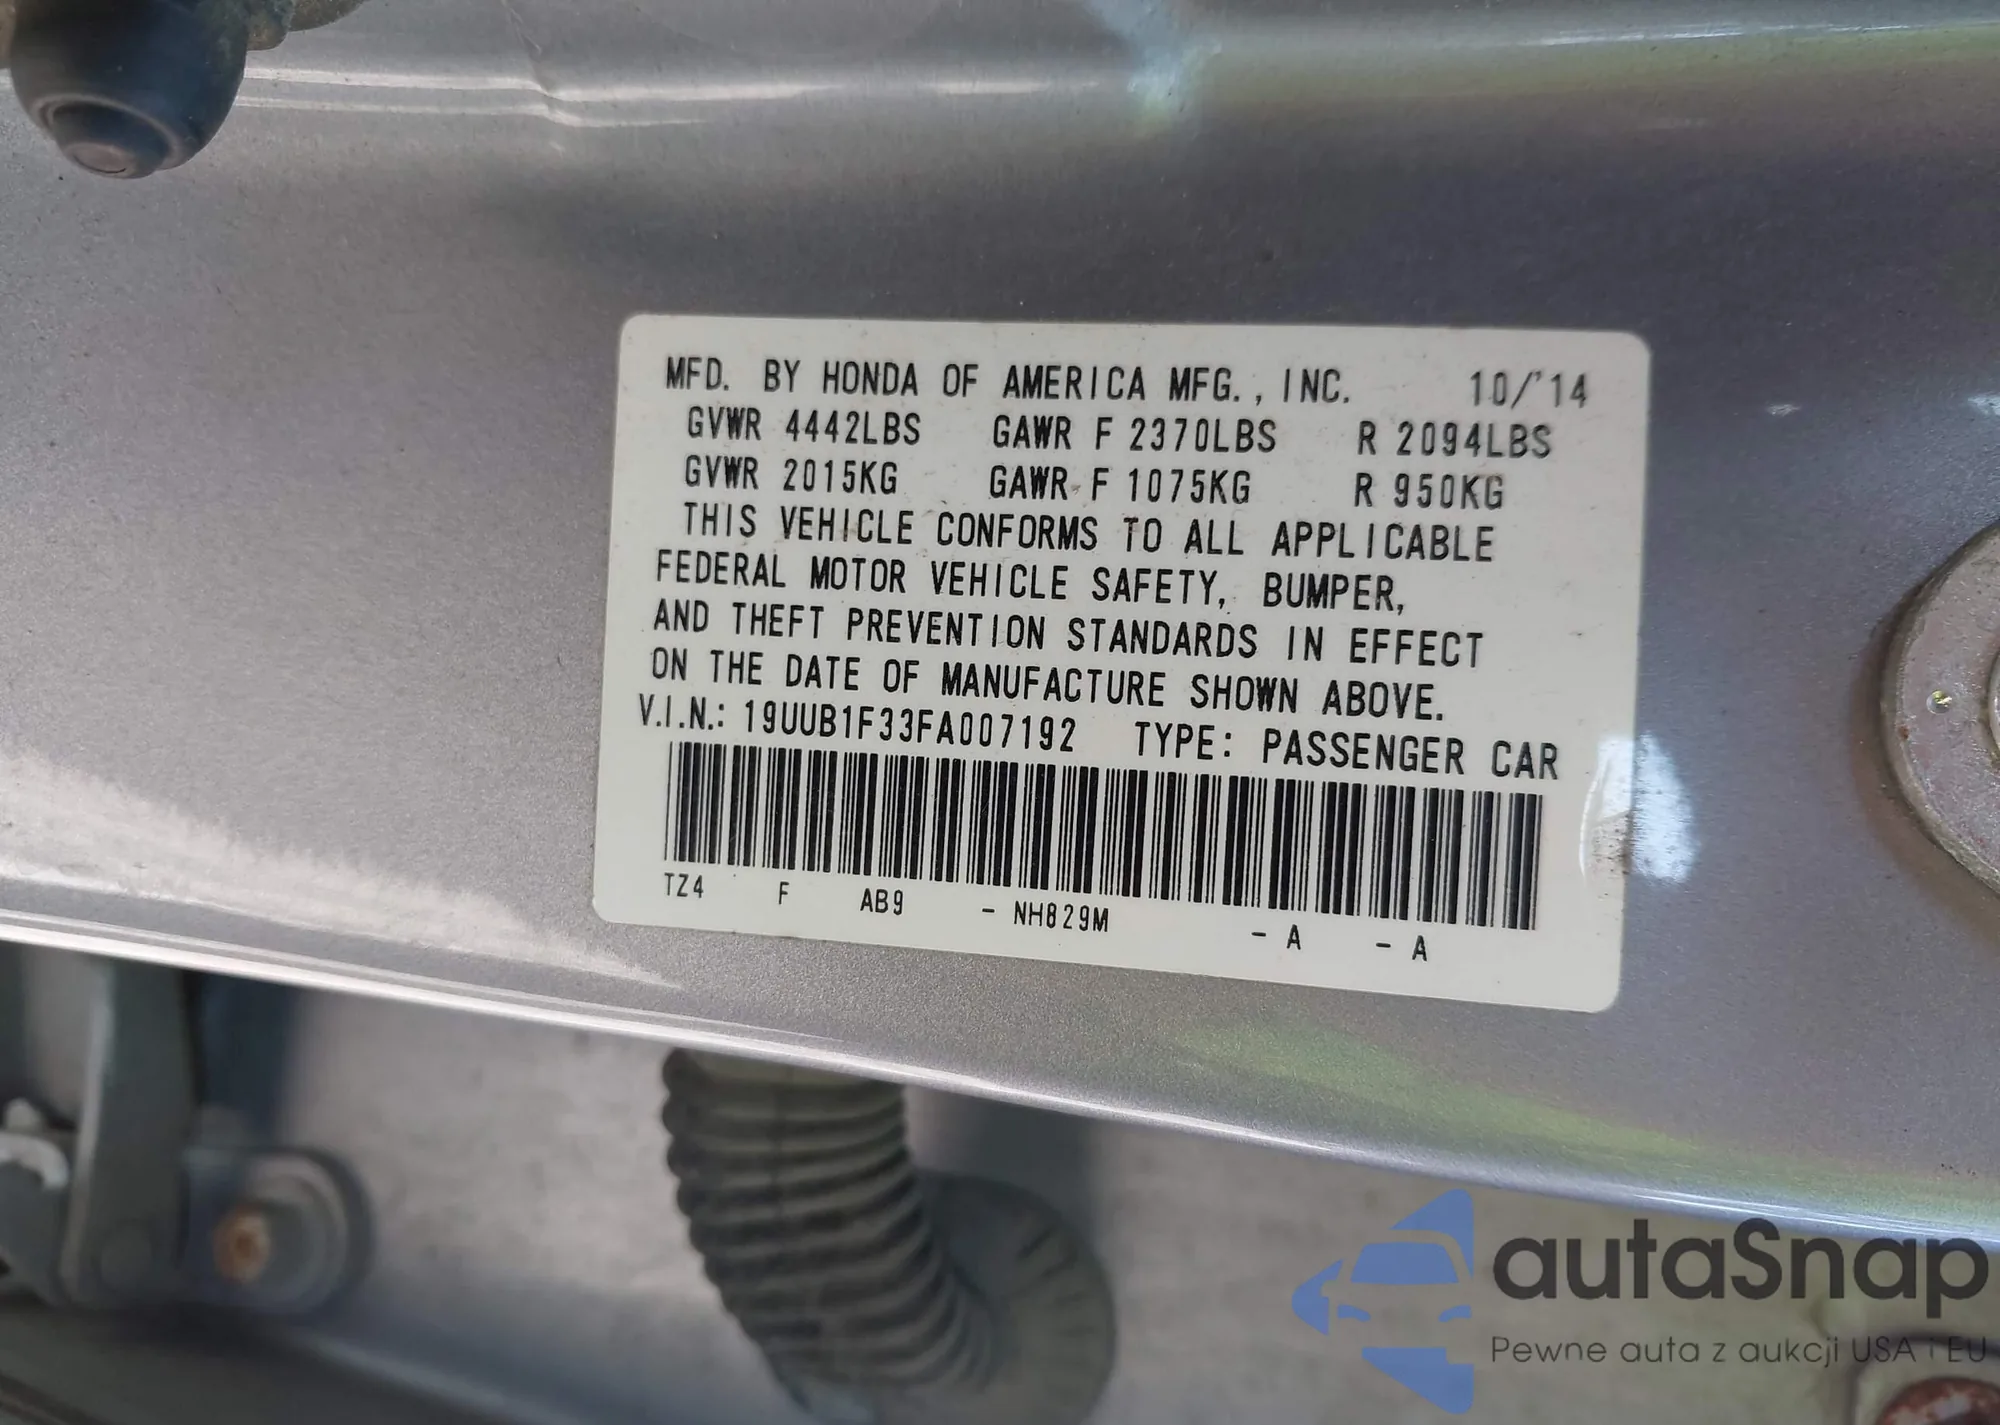 MFD. BY HONDA OF AMERICA MFG., INC. 10/'14
GVWR 4442LBS GAWR F 2370LBS R 2094LBS
GVWR 2015KG GAWR F 1075KG R 950KG
THIS VEHICLE CONFORMS TO ALL APPLICABLE
FEDERAL MOTOR VEHICLE SAFETY, BUMPER,
AND THEFT PREVENTION STANDARDS IN EFFECT
ON THE DATE OF MANUFACTURE SHOWN ABOVE.
V.I.N.: 19UUB1F33FA007192 TYPE: PASSENGER CAR
TZ4 F AB9 - NH829M - A - A
autaSnap
Pewne auta z aukcji USA i EU